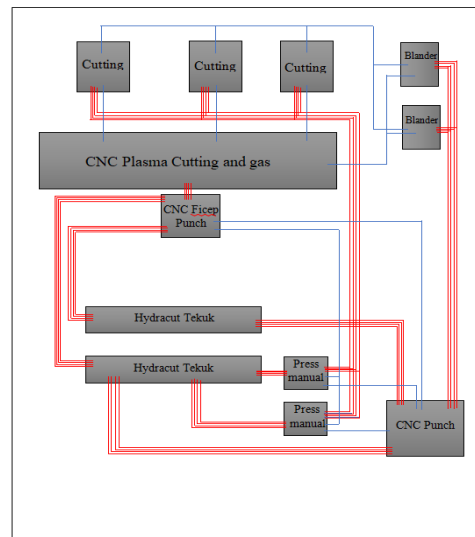 Cutting
Cutting
Cutting
Blander
Blander
CNC Plasma Cutting and gas
CNC Ficep
Punch
Hydracut Tekuk
Hydracut Tekuk
Press
manual
Press
manual
CNC Punch